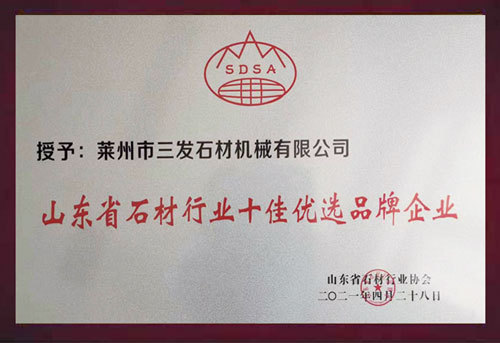 SDSA
授予：莱州市三发石材机械有限公司
山东省石材行业十佳优选品牌企业
山东省石材行业协会
二〇二一年四月二十八日